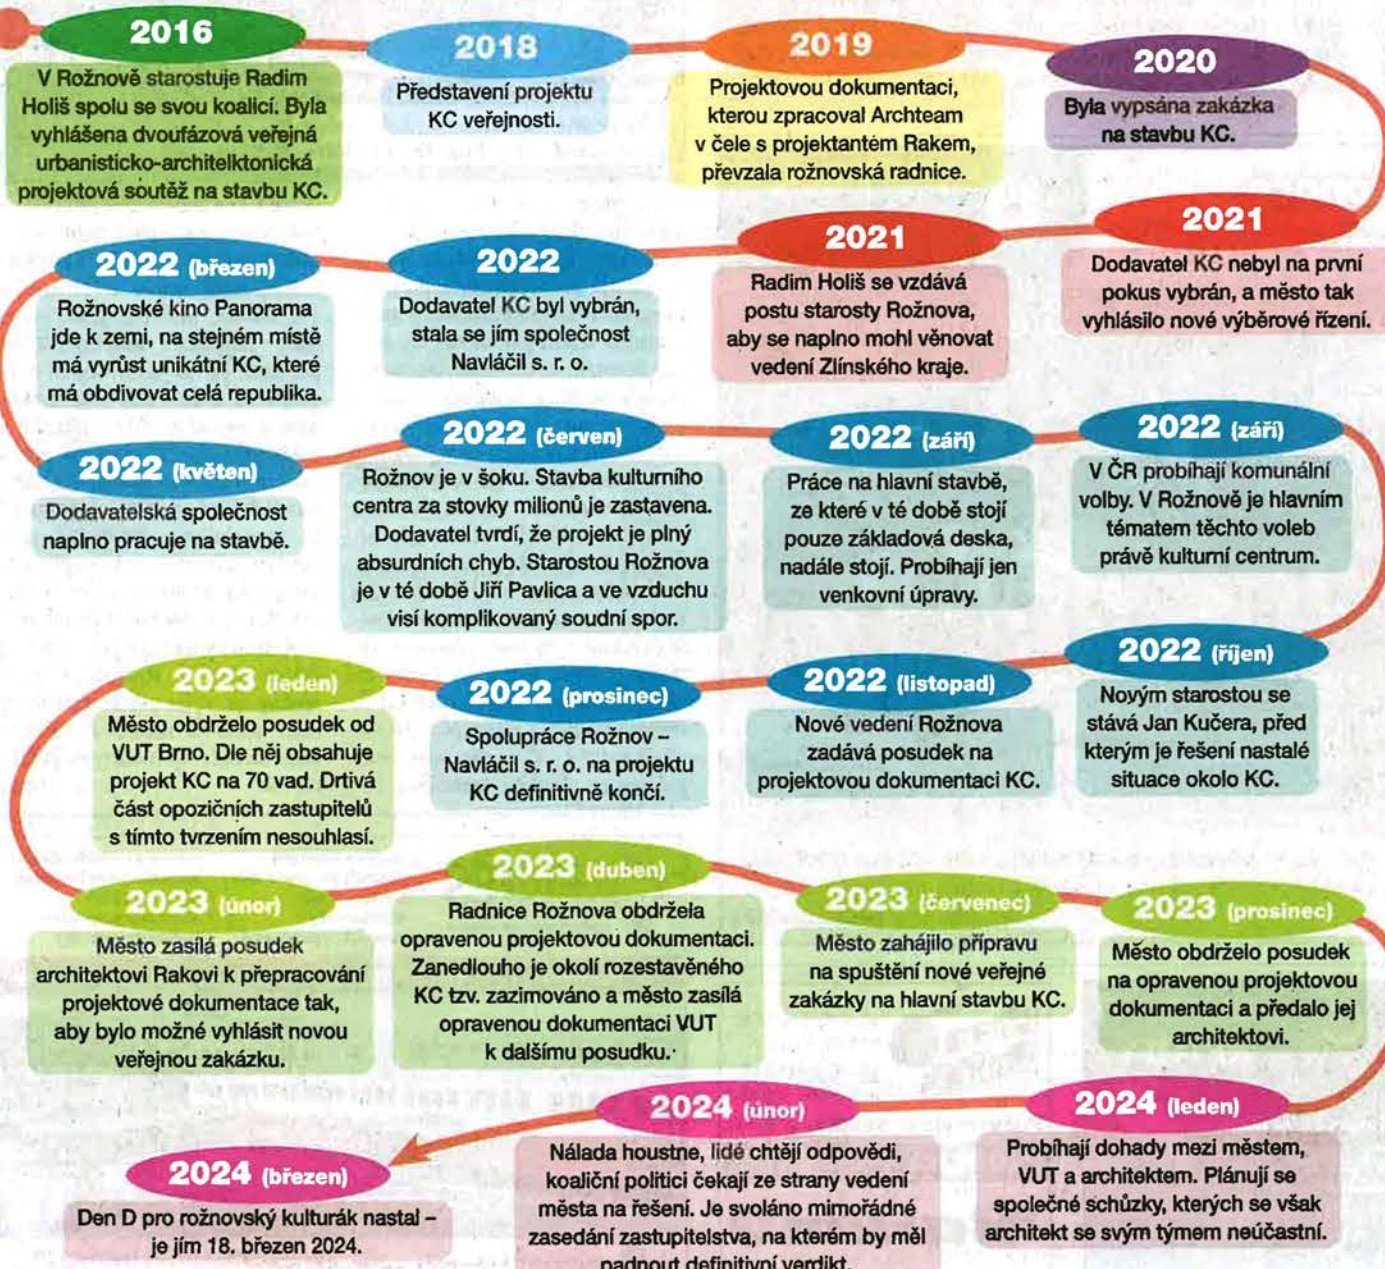 2016
V Rožnově starostuje Radim
Holiš spolu se svou koalicí. Byla
vyhlášena dvoufázová veřejná
urbanisticko-architelktonická
projektová soutěž na stavbu KC.
2018
Představení projektu
KC veřejnosti.
2019
Projektovou dokumentaci,
kterou zpracoval Archteam
v čele s projektantém Rakem,
převzala rožnovská radnice.
2020
Byla vypsána zakázka
na stavbu KC.
2021
Dodavatel KC nebyl na první
pokus vybrán, a město tak
vyhlásilo nové výběrové řízení.
2021
Radim Holiš se vzdává
postu starosty Rožnova,
aby se naplno mohl věnovat
vedení Zlínského kraje.
2022
Dodavatel KC byl vybrán,
stala se jím společnost
Navláčil s. r. o.
2022 (březen)
Rožnovské kino Panorama
jde k zemi, na stejném místě
má vyrůst unikátní KC, které
má obdivovat celá republika.
2022 (květen)
Dodavatelská společnost
naplno pracuje na stavbě.
2022 (červen)
Rožnov je v šoku. Stavba kulturního
centra za stovky milionů je zastavena.
Dodavatel tvrdí, že projekt je plný
absurdních chyb. Starostou Rožnova
je v té době Jiří Pavlica a ve vzduchu
visí komplikovaný soudní spor.
2022 (září)
Práce na hlavní stavbě,
ze které v té době stojí
pouze základová deska,
nadále stojí. Probíhají jen
venkovní úpravy.
2022 (září)
V ČR probíhají komunální
volby. V Rožnově je hlavním
tématem těchto voleb
právě kulturní centrum.
2022 (říjen)
Novým starostou se
stává Jan Kučera, před
kterým je řešení nastalé
situace okolo KC.
2022 (listopad)
Nové vedení Rožnova
zadává posudek na
projektovou dokumentaci KC.
2022 (prosinec)
Spolupráce Rožnov –
Navláčil s. r. o. na projektu
KC definitivně končí.
2023 (leden)
Město obdrželo posudek od
VUT Brno. Dle něj obsahuje
projekt KC na 70 vad. Drtivá
část opozičních zastupitelů
s tímto tvrzením nesouhlasí.
2023 (únor)
Město zasílá posudek
architektovi Rakovi k přepracování
projektové dokumentace tak,
aby bylo možné vyhlásit novou
veřejnou zakázku.
2023 (duben)
Radnice Rožnova obdržela
opravenou projektovou dokumentaci.
Zanedlouho je okolí rozestavěného
KC tzv. zazimováno a město zasílá
opravenou dokumentaci VUT
k dalšímu posudku.
2023 (červenec)
Město zahájilo přípravu
na spuštění nové veřejné
zakázky na hlavní stavbu KC.
2023 (prosinec)
Město obdrželo posudek
na opravenou projektovou
dokumentaci a předalo jej
architektovi.
2024 (leden)
Probíhají dohady mezi městem,
VUT a architektem. Plánují se
společné schůzky, kterých se však
architekt se svým týmem neúčastní.
2024 (únor)
Nálada houstne, lidé chtějí odpovědi,
koaliční politici čekají ze strany vedení
města na řešení. Je svoláno mimořádné
zasedání zastupitelstva, na kterém by měl
padnout definitivní verdikt.
2024 (březen)
Den D pro rožnovský kulturák nastal –
je jím 18. březen 2024.